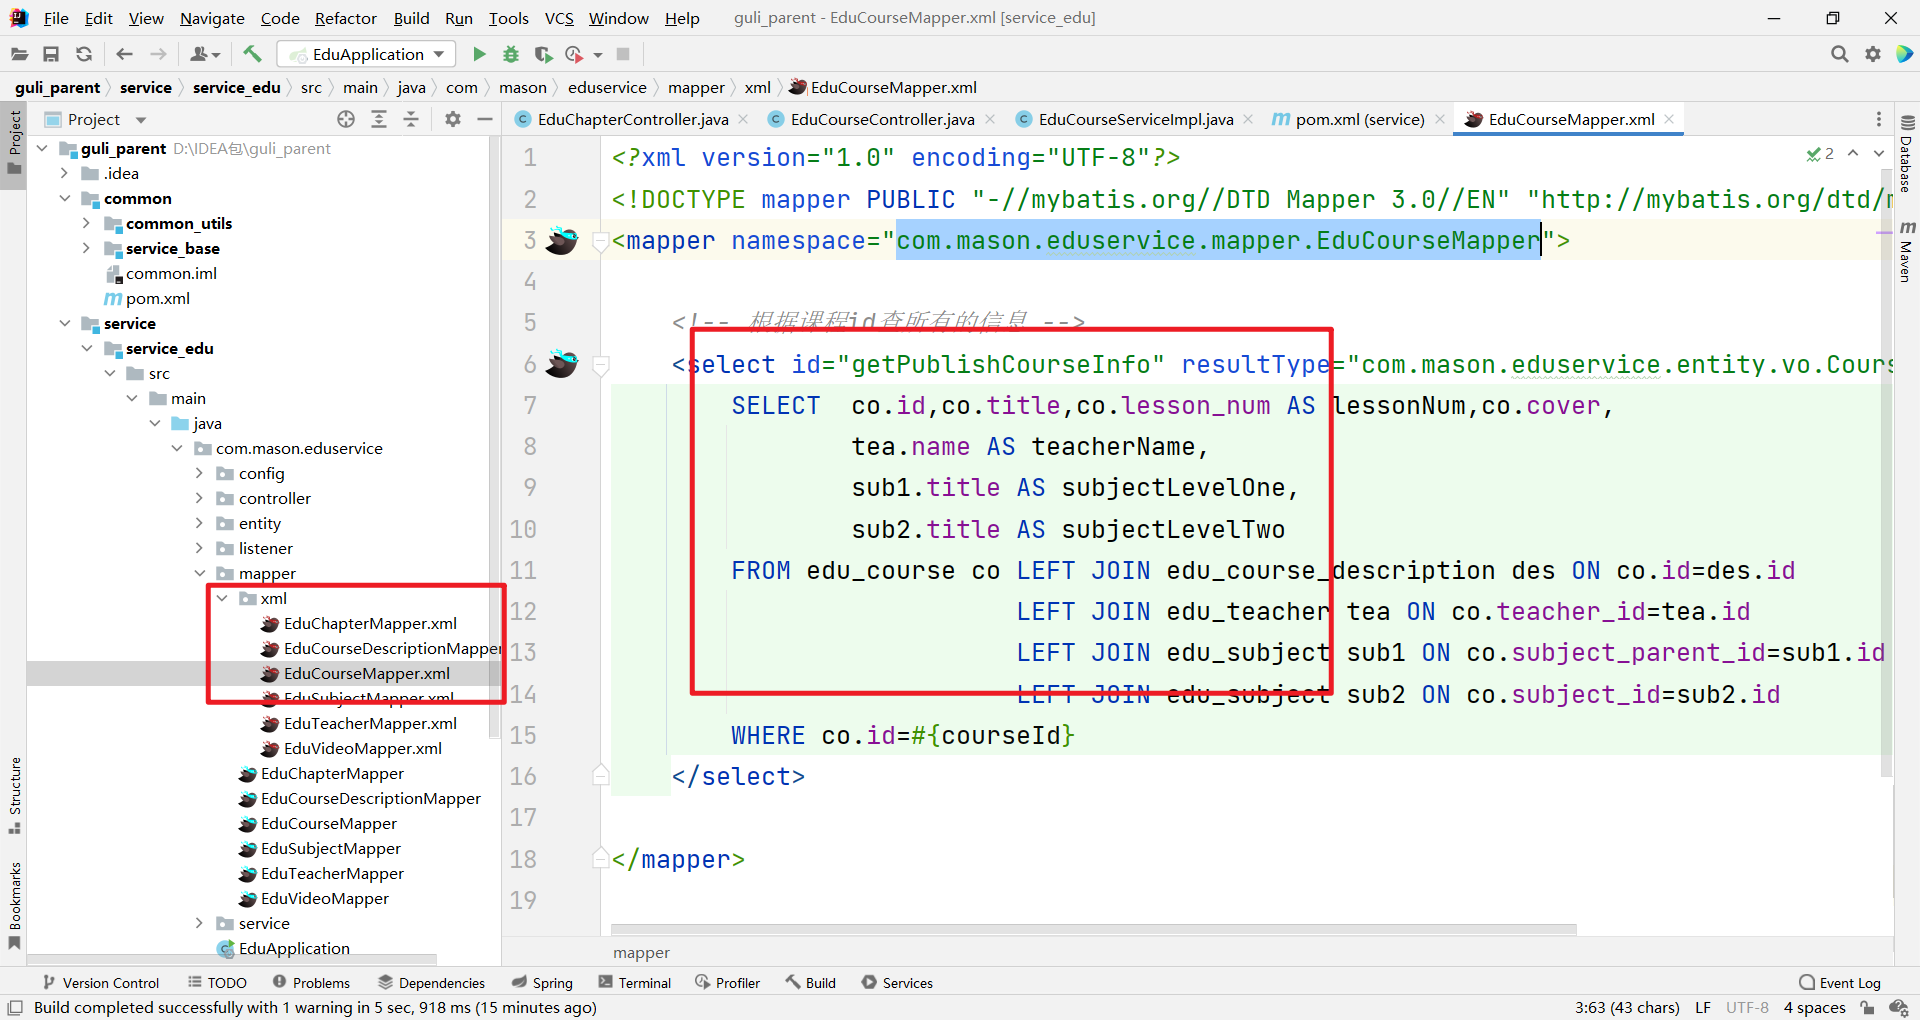 File Edit View Navigate Code Refactor Build Run Tools VCS Window Help guli_parent - EduCourseMapper.xml [service_edu]
EduApplication
guli_parent service service_edu src main java com mason eduservice mapper xml EduCourseMapper.xml
Project
EduChapterController.java EduCourseController.java EduCourseServiceImpl.java pom.xml (service) EduCourseMapper.xml
Project
guli_parent D:\IDEA包\guli_parent
.idea
common
common_utils
service_base
common.iml
pom.xml
service
service_edu
src
main
java
com.mason.eduservice
config
controller
entity
listener
mapper
xml
EduChapterMapper.xml
EduCourseDescriptionMapper
EduCourseMapper.xml
EduSubjectMapper.xml
EduTeacherMapper.xml
EduVideoMapper.xml
EduChapterMapper
EduCourseDescriptionMapper
EduCourseMapper
EduSubjectMapper
EduTeacherMapper
EduVideoMapper
service
EduApplication
Structure
Bookmarks
1 <?xml version="1.0" encoding="UTF-8"?>
2 <!DOCTYPE mapper PUBLIC "-//mybatis.org//DTD Mapper 3.0//EN" "http://mybatis.org/dtd/m
3 <mapper namespace="com.mason.eduservice.mapper.EduCourseMapper">
4
5 <!-- 根据课程id查所有的信息 -->
6 <select id="getPublishCourseInfo" resultType="com.mason.eduservice.entity.vo.Cours
7 SELECT co.id,co.title,co.lesson_num AS lessonNum,co.cover,
8 tea.name AS teacherName,
9 sub1.title AS subjectLevelOne,
10 sub2.title AS subjectLevelTwo
11 FROM edu_course co LEFT JOIN edu_course_description des ON co.id=des.id
12 LEFT JOIN edu_teacher tea ON co.teacher_id=tea.id
13 LEFT JOIN edu_subject sub1 ON co.subject_parent_id=sub1.id
14 LEFT JOIN edu_subject sub2 ON co.subject_id=sub2.id
15 WHERE co.id=#{courseId}
16 </select>
17
18 </mapper>
19
2
Database
Maven
mapper
Version Control TODO Problems Dependencies Spring Terminal Profiler Build Services Event Log
Build completed successfully with 1 warning in 5 sec, 918 ms (15 minutes ago) 3:63 (43 chars) LF UTF-8 4 spaces